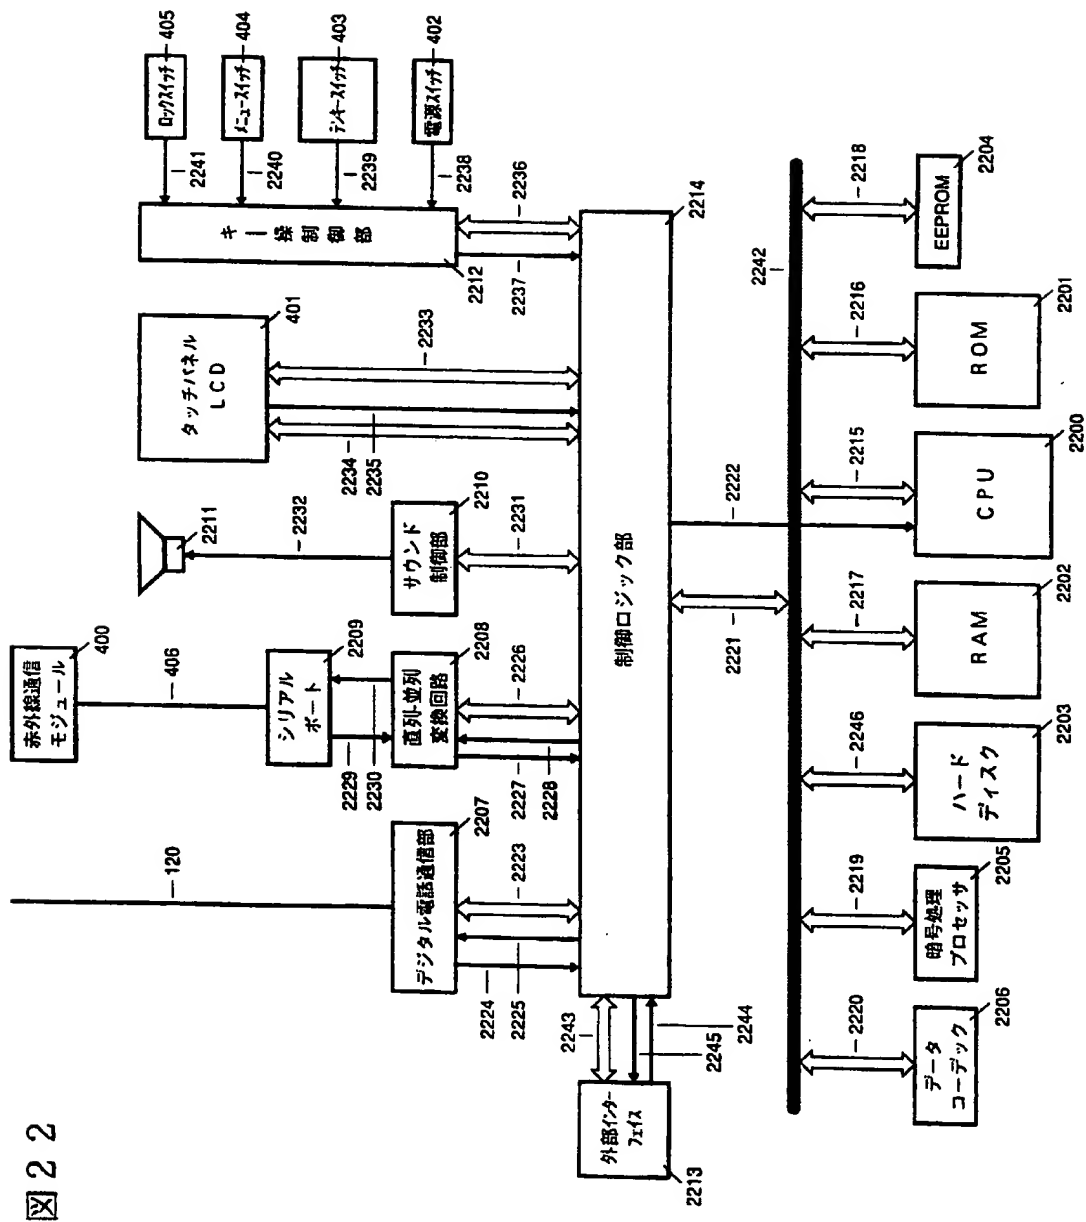 図22
赤外線通信
モジュール
400
406
120
シリアル
ポート
2209
2229
2230
デジタル電話通信部
2207
直列-並列
変換回路
2208
2211
2232
サウンド
制御部
2210
タッチパネル
LCD
401
キー操制御部
2212
ロックスイッチ
405
メニュースイッチ
404
テンキースイッチ
403
電源スイッチ
402
2241
2240
2239
2238
2224
2225
2223
2227
2228
2226
2231
2234
2235
2233
2237
2236
外部インター
フェイス
2213
2243
2245
2244
制御ロジック部
2214
2221
2222
2242
2220
2219
2246
2217
2215
2216
2218
データ
コーデック
2206
暗号処理
プロセッサ
2205
ハード
ディスク
2203
RAM
2202
CPU
2200
ROM
2201
EEPROM
2204